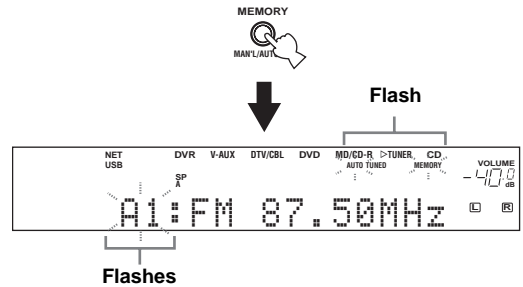 MEMORY
MAN'L/AUTO
Flash
NET DVR V-AUX DTV/CBL DVD MD/CD-R ▷TUNER CD
USB AUTO TUNED MEMORY VOLUME
SP
A
-40.0 dB
A1:FM 87.50MHz L R
Flashes